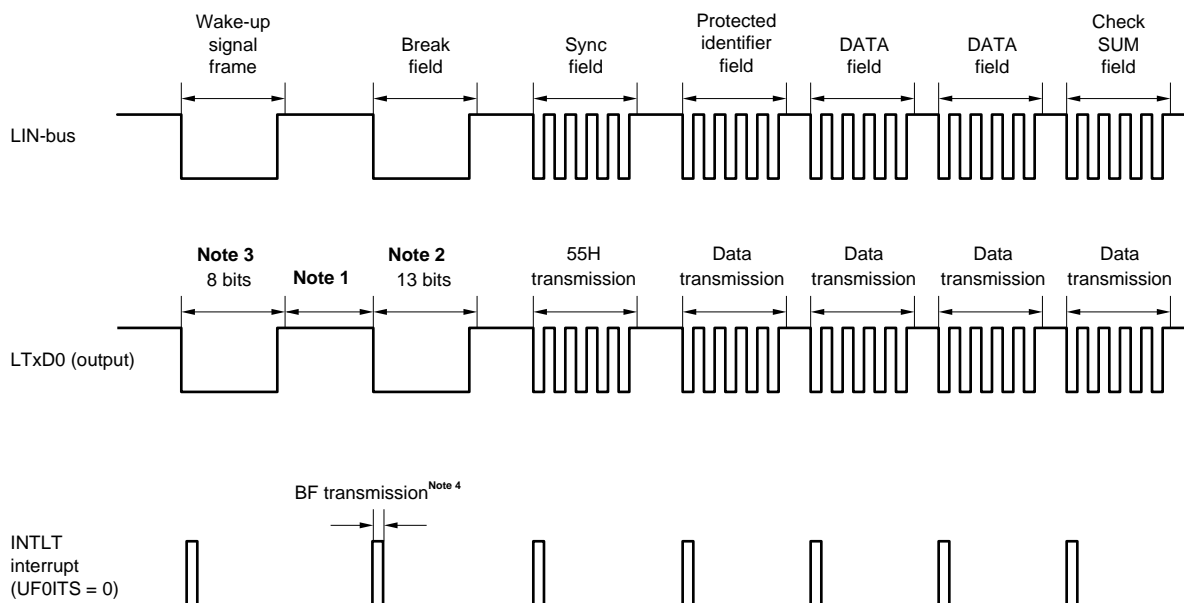 Wake-up
signal
frame
Break
field
Sync
field
Protected
identifier
field
DATA
field
DATA
field
Check
SUM
field
LIN-bus
Note 3
8 bits
Note 1
Note 2
13 bits
55H
transmission
Data
transmission
Data
transmission
Data
transmission
Data
transmission
LTxD0 (output)
BF transmission Note 4
INTLT
interrupt
(UF0ITS = 0)